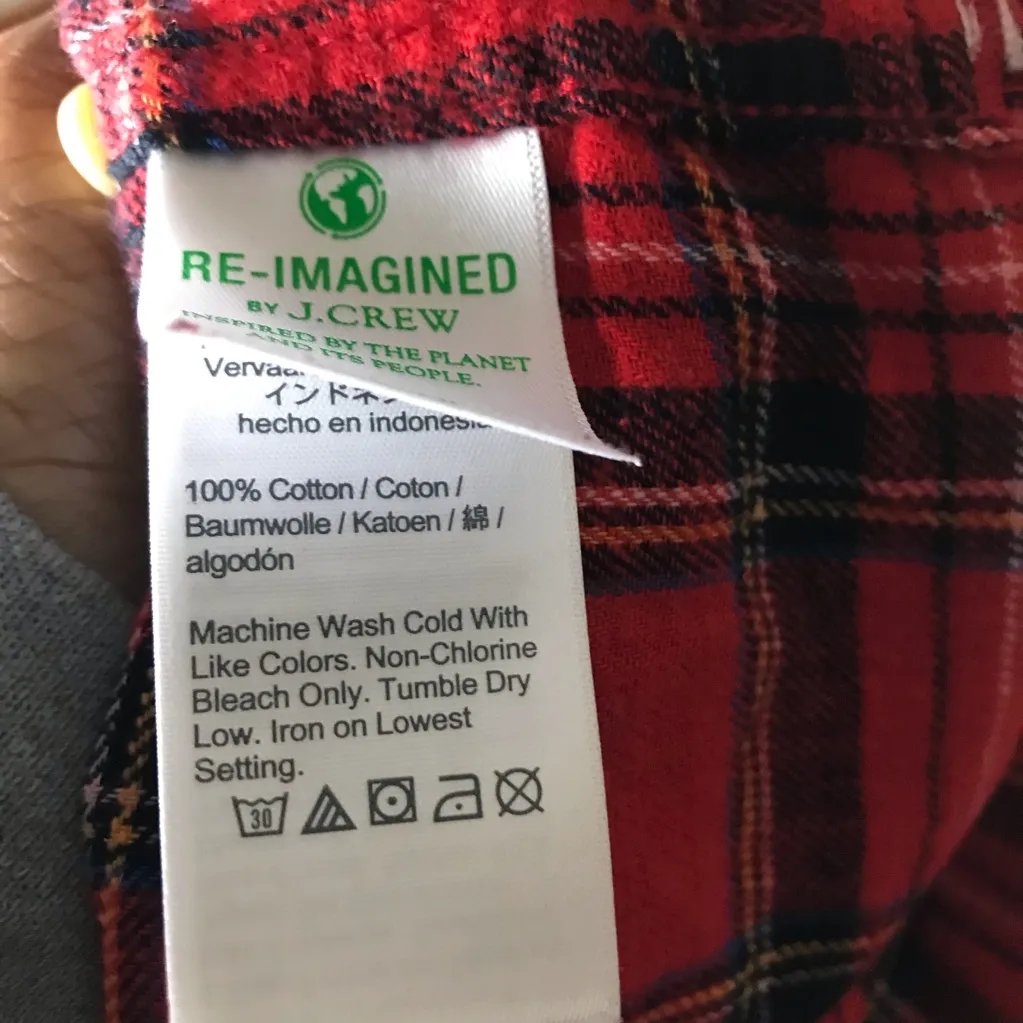 RE-IMAGINED
BY J.CREW
INSPIRED BY THE PLANET
AND ITS PEOPLE.
hecho en
100% Cotton / Coton /
Baumwolle / Katoen / 綿 /
algodón
Machine Wash Cold With
Like Colors. Non-Chlorine
Bleach Only. Tumble Dry
Low. Iron on Lowest
Setting.
30